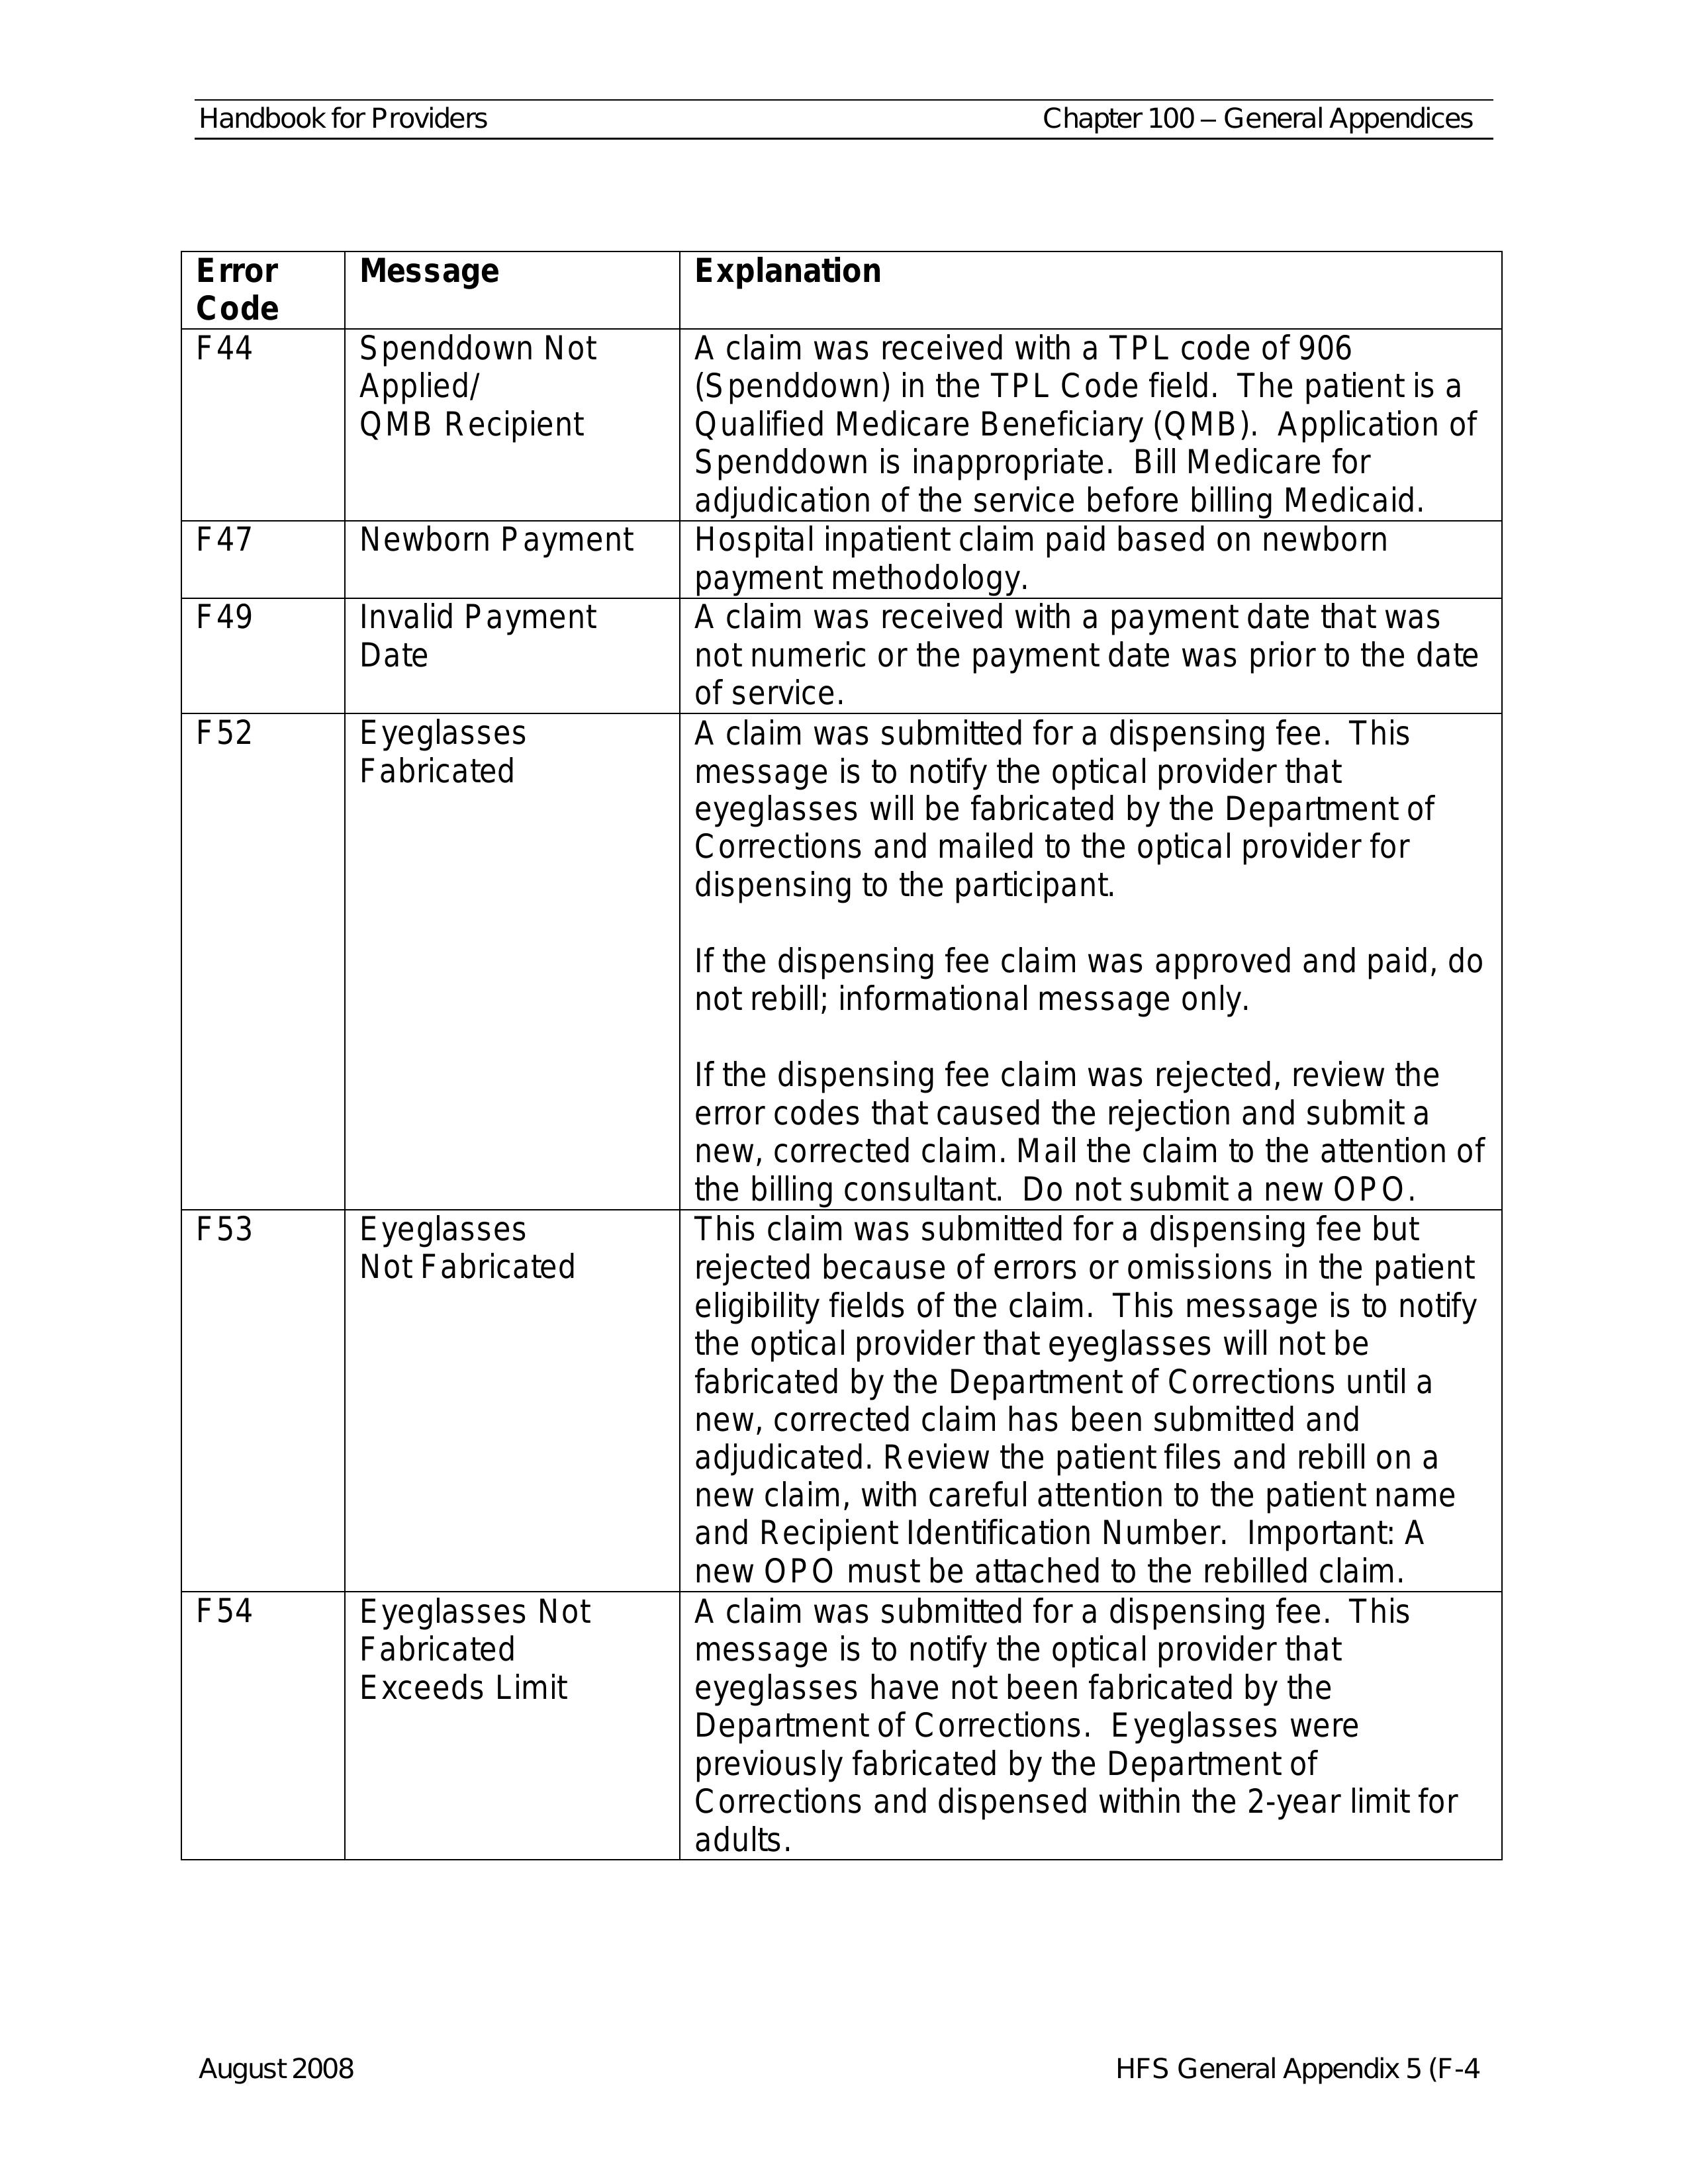 Handbook for Providers Chapter 100 – General Appendices
Error
Code
Message
Explanation
F44
Spenddown Not
Applied/
QMB Recipient
A claim was received with a TPL code of 906
(Spenddown) in the TPL Code field.  The patient is a
Qualified Medicare Beneficiary (QMB).  Application of
Spenddown is inappropriate.  Bill Medicare for
adjudication of the service before billing Medicaid.
F47
Newborn Payment
Hospital inpatient claim paid based on newborn
payment methodology.
F49
Invalid Payment
Date
A claim was received with a payment date that was
not numeric or the payment date was prior to the date
of service.
F52
Eyeglasses
Fabricated
A claim was submitted for a dispensing fee.  This
message is to notify the optical provider that
eyeglasses will be fabricated by the Department of
Corrections and mailed to the optical provider for
dispensing to the participant.
If the dispensing fee claim was approved and paid, do
not rebill; informational message only.
If the dispensing fee claim was rejected, review the
error codes that caused the rejection and submit a
new, corrected claim. Mail the claim to the attention of
the billing consultant.  Do not submit a new OPO.
F53
Eyeglasses
Not Fabricated
This claim was submitted for a dispensing fee but
rejected because of errors or omissions in the patient
eligibility fields of the claim.  This message is to notify
the optical provider that eyeglasses will not be
fabricated by the Department of Corrections until a
new, corrected claim has been submitted and
adjudicated. Review the patient files and rebill on a
new claim, with careful attention to the patient name
and Recipient Identification Number.  Important: A
new OPO must be attached to the rebilled claim.
F54
Eyeglasses Not
Fabricated
Exceeds Limit
A claim was submitted for a dispensing fee.  This
message is to notify the optical provider that
eyeglasses have not been fabricated by the
Department of Corrections.  Eyeglasses were
previously fabricated by the Department of
Corrections and dispensed within the 2-year limit for
adults.
August 2008 HFS General Appendix 5 (F-4